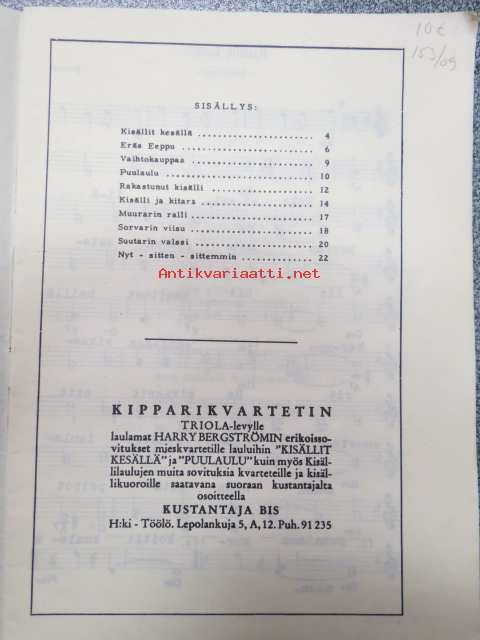 10€
153/09
SISÄLLYS:
Kisällit kesällä .................... 4
Eräs Eeppu .................... 6
Vaihtokauppaa .................... 9
Puulaulu .................... 10
Rakastunut kisälli .................... 12
Kisälli ja kitara .................... 14
Muurarin ralli .................... 17
Sorvarin viisu .................... 18
Suutarin valssi .................... 20
Nyt - sitten - sittemmin .................... 22
Antikvariaatti.net
KIPPARIKVARTETIN
TRIOLA-levylle
laulamat HARRY BERGSTRÖMIN erikoisso-
vitukset mieskvartetille lauluihin "KISÄLLIT
KESÄLLÄ" ja "PUULAULU" kuin myös Kisäl-
lilaulujen muita sovituksia kvarteteille ja kisäl-
likuoroille saatavana suoraan kustantajalta
osoitteella
KUSTANTAJA BIS
H:ki - Töölö. Lepolankuja 5, A, 12. Puh. 91 235